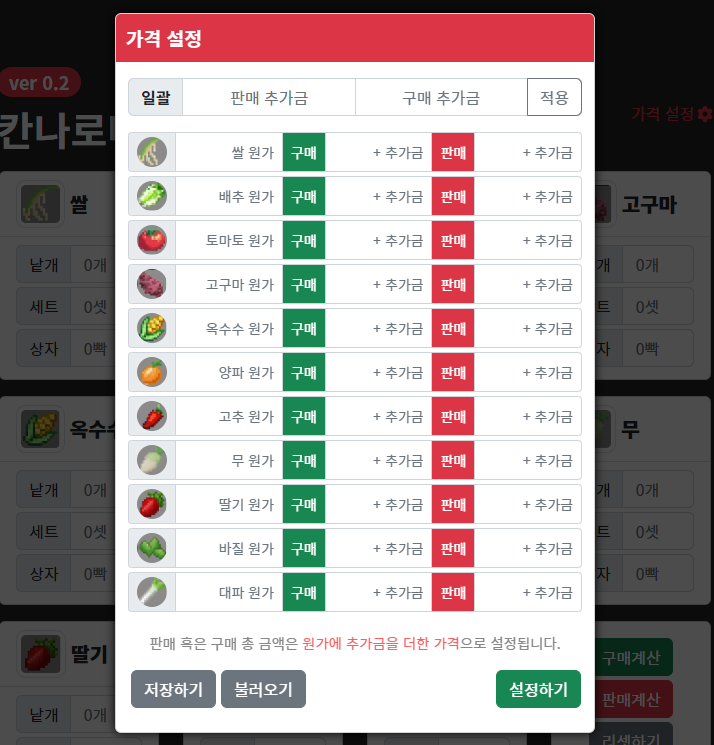 가격 설정
ver 0.2
칸나로
가격 설정
일괄 판매 추가금 구매 추가금 적용
쌀 원가 구매 + 추가금 판매 + 추가금
배추 원가 구매 + 추가금 판매 + 추가금
토마토 원가 구매 + 추가금 판매 + 추가금
고구마 원가 구매 + 추가금 판매 + 추가금
옥수수 원가 구매 + 추가금 판매 + 추가금
양파 원가 구매 + 추가금 판매 + 추가금
고추 원가 구매 + 추가금 판매 + 추가금
무 원가 구매 + 추가금 판매 + 추가금
딸기 원가 구매 + 추가금 판매 + 추가금
바질 원가 구매 + 추가금 판매 + 추가금
대파 원가 구매 + 추가금 판매 + 추가금
판매 혹은 구매 총 금액은 원가에 추가금을 더한 가격으로 설정됩니다.
저장하기 불러오기 설정하기
쌀
낱개 0개
세트 0셋
상자 0빡
고구마
개 0개
트 0셋
자 0빡
옥수수
낱개 0개
세트 0셋
상자 0빡
무
개 0개
트 0셋
자 0빡
딸기
낱개 0개
구매계산
판매계산
리셋하기